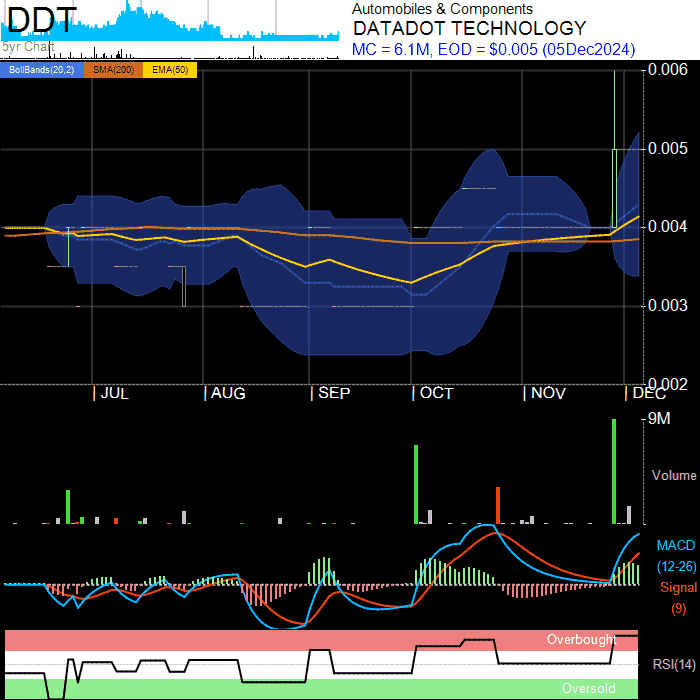 DDT
5yr Chart
Automobiles & Components
DATADOT TECHNOLOGY
MC = 6.1M, EOD = $0.005 (05Dec2024)
BollBands(20,2) SMA(200) EMA(50)
0.006
0.005
0.004
0.003
0.002
JUL AUG SEP OCT NOV DEC
9M
Volume
MACD
(12-26)
Signal
(9)
Overbought
RSI(14)
Oversold